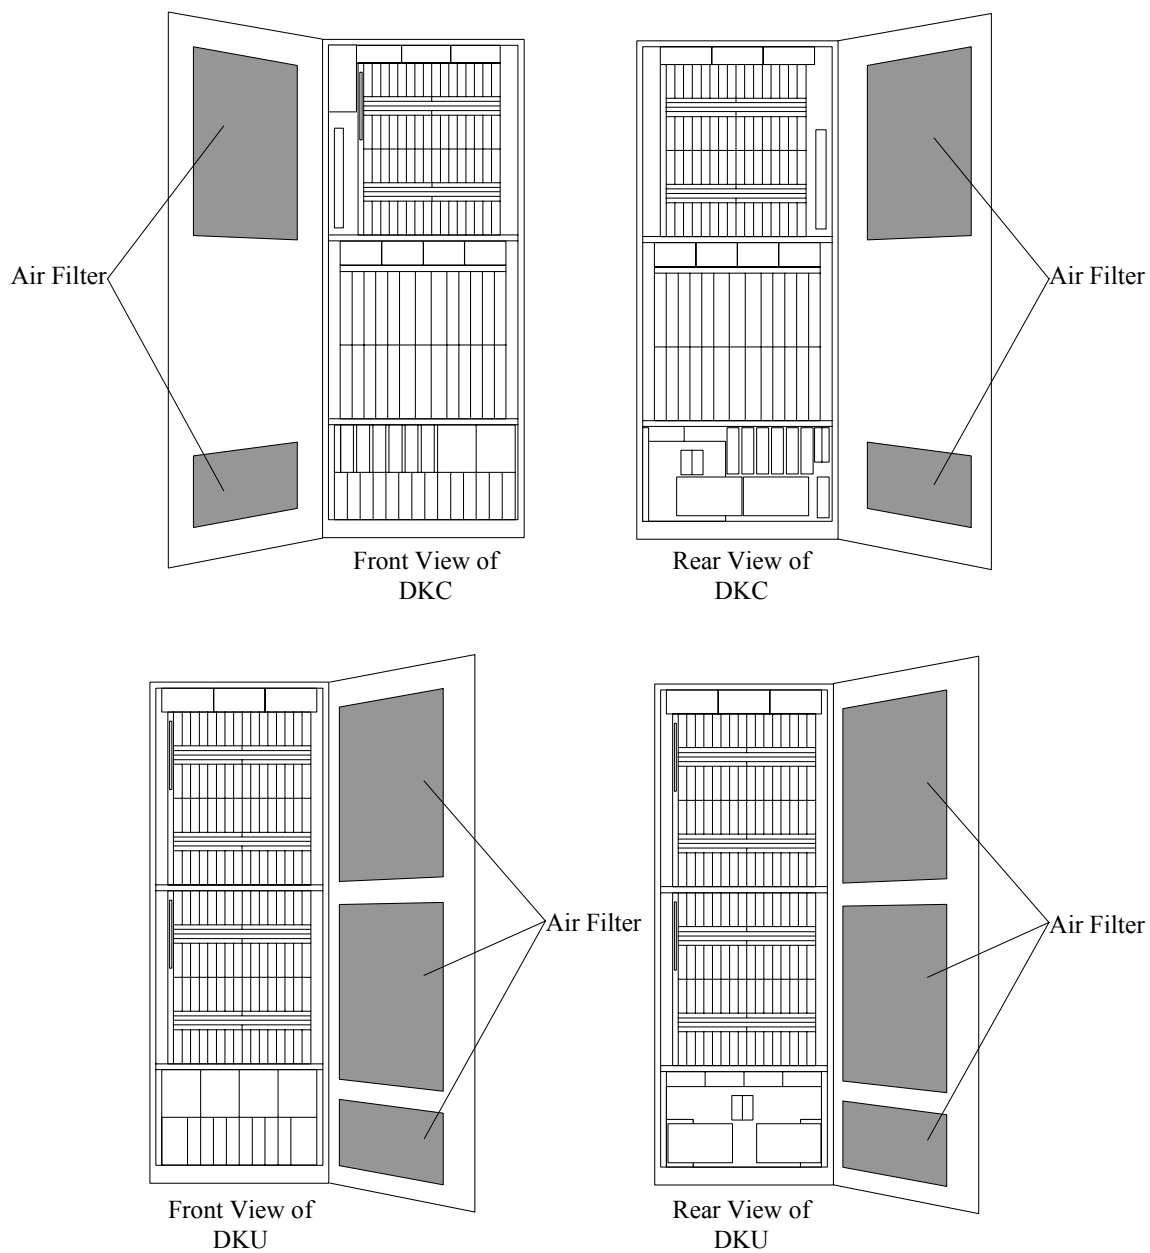 Air Filter
Air Filter
Front View of
DKC
Rear View of
DKC
Air Filter
Air Filter
Front View of
DKU
Rear View of
DKU